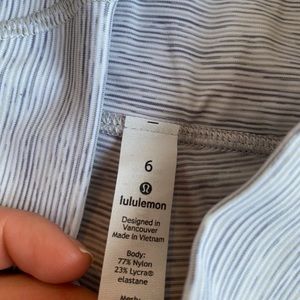 6
lululemon
Designed in
Vancouver
Made in Vietnam
Body:
77% Nylon
23% Lycra®
elastane